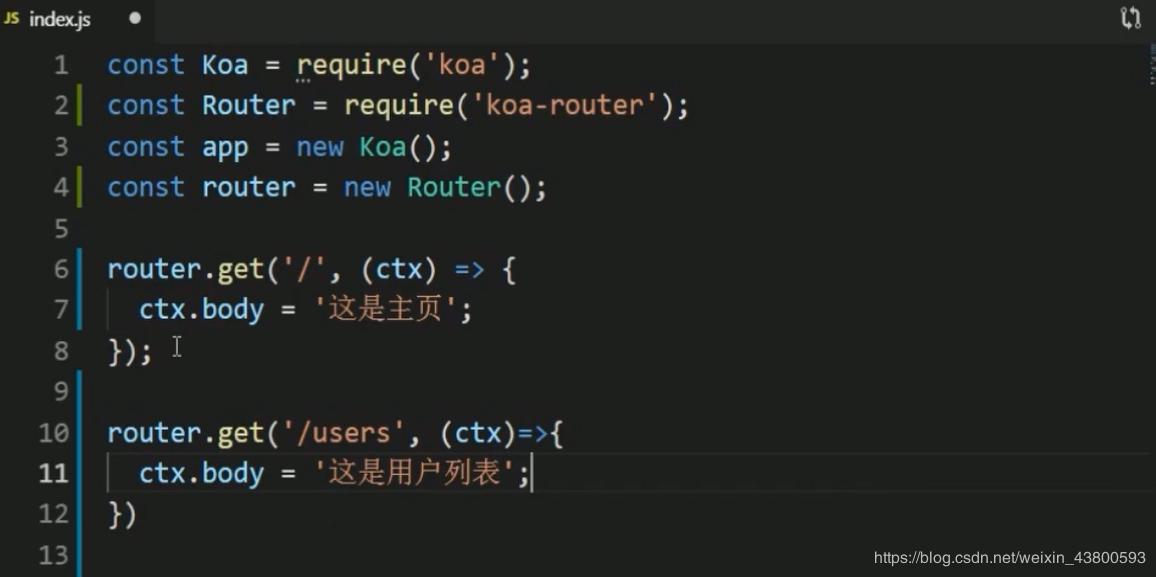 JS index.js
1 const Koa = require('koa');
2 const Router = require('koa-router');
3 const app = new Koa();
4 const router = new Router();
5
6 router.get('/', (ctx) => {
7   ctx.body = '这是主页';
8 });
9
10 router.get('/users', (ctx)=>{
11   ctx.body = '这是用户列表';
12 })
13
https://blog.csdn.net/weixin_43800593